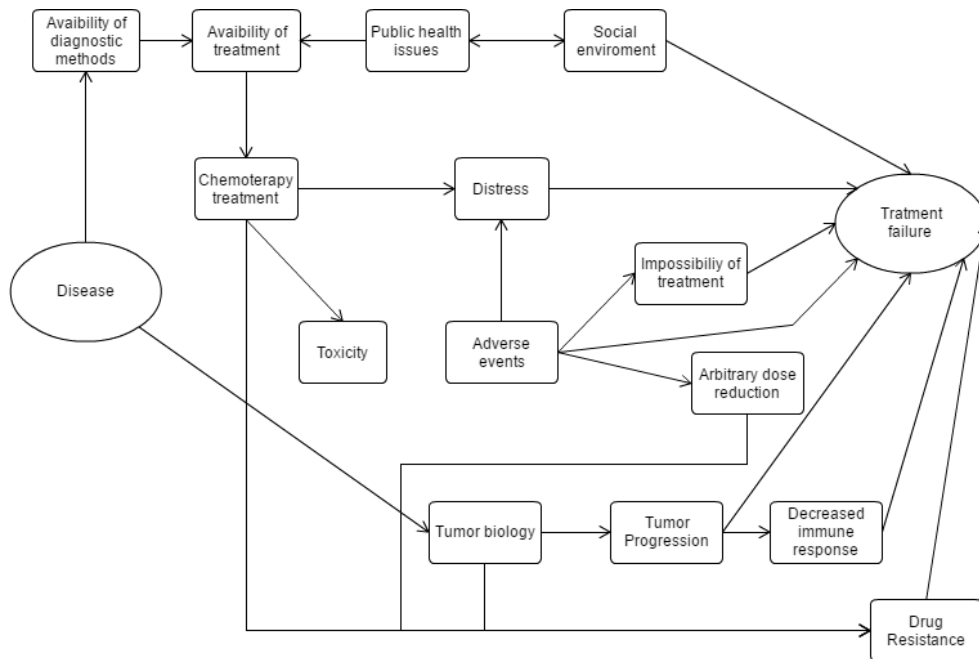 Avaibility of
diagnostic
methods
Avaibility of
treatment
Public health
issues
Social
enviroment
Chemoterapy
treatment
Distress
Tratment
failure
Disease
Impossibiliy of
treatment
Toxicity
Adverse
events
Arbitrary dose
reduction
Tumor biology
Tumor
Progression
Decreased
immune
response
Drug
Resistance